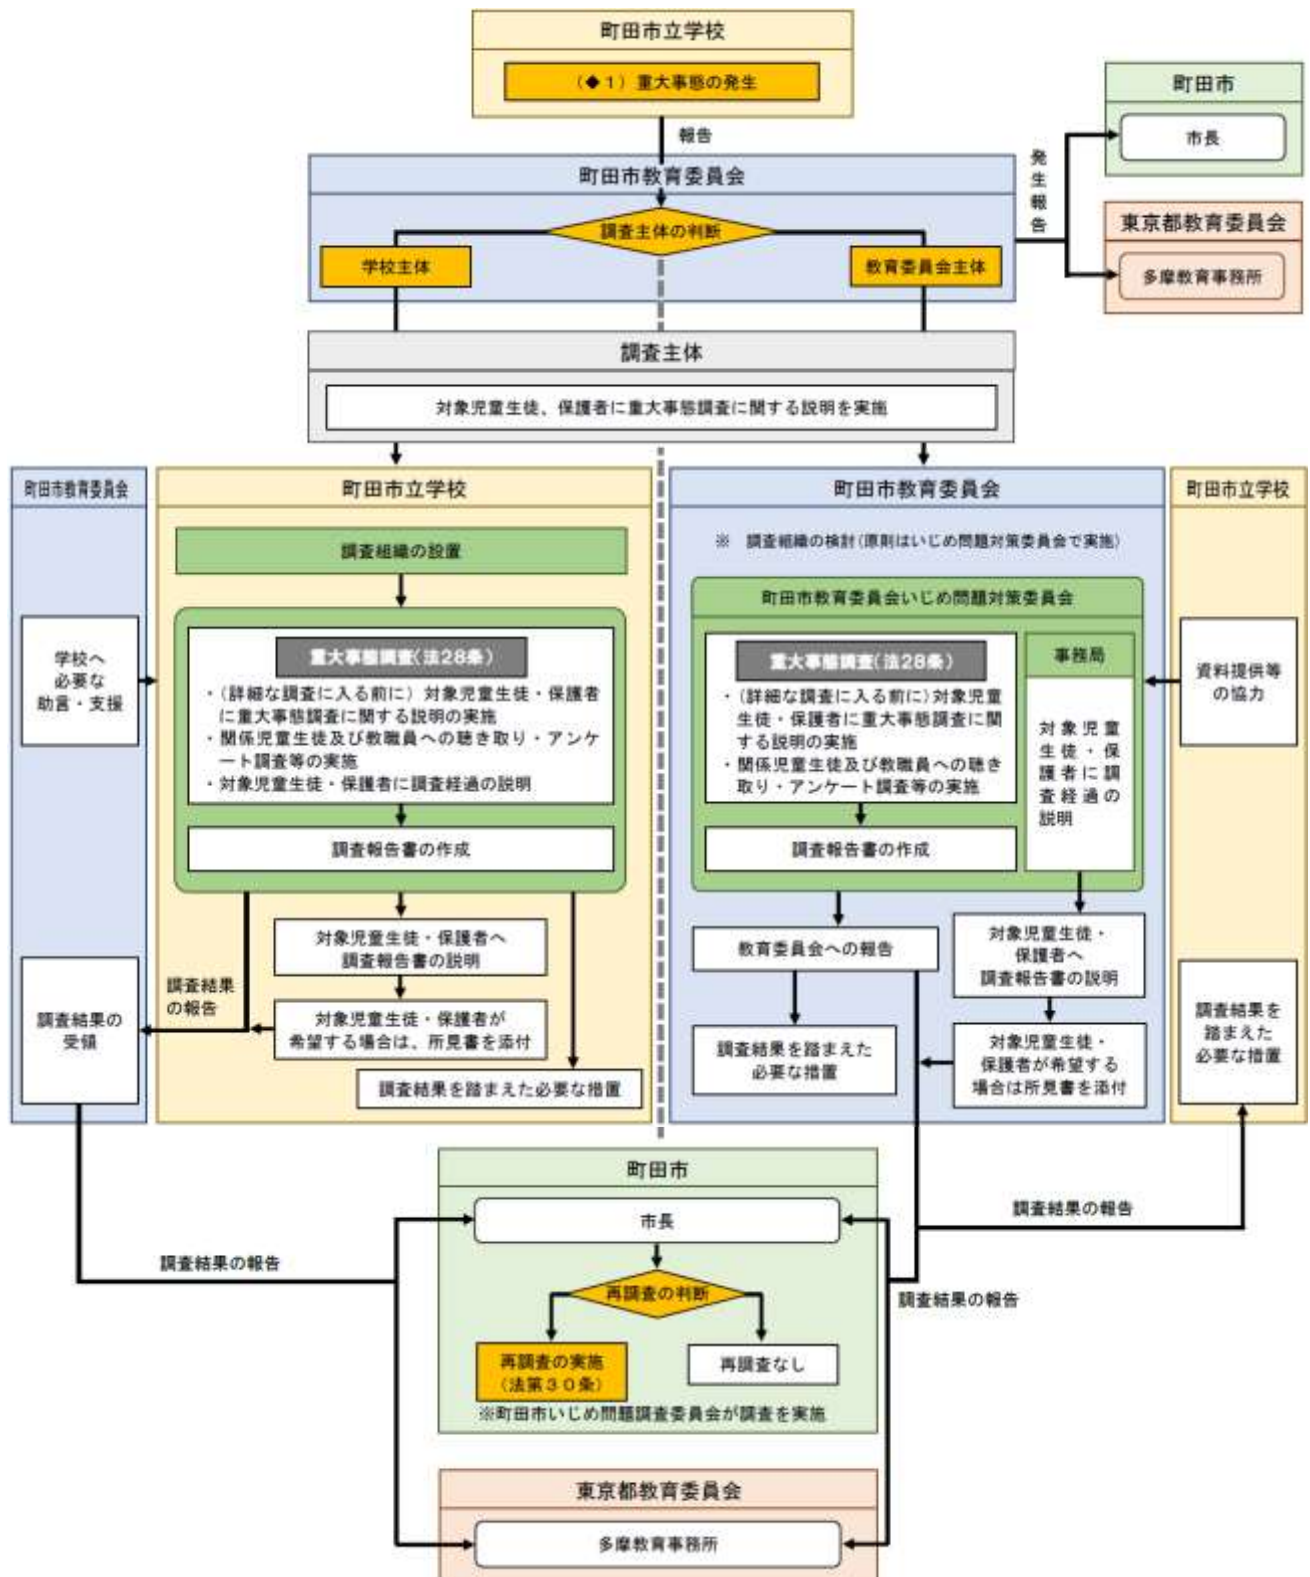 町田市立学校
(◆1)重大事態の発生
報告
町田市教育委員会
調査主体の判断
学校主体
教育委員会主体
発生報告
町田市
市長
東京都教育委員会
多摩教育事務所
調査主体
対象児童生徒、保護者に重大事態調査に関する説明を実施
町田市教育委員会
学校へ
必要な
助言・支援
調査結果の
受領
町田市立学校
調査組織の設置
重大事態調査(法28条)
・(詳細な調査に入る前に)対象児童生徒・保護者
に重大事態調査に関する説明の実施
・関係児童生徒及び教職員への聴き取り・アンケ
ート調査等の実施
・対象児童生徒・保護者に調査経過の説明
調査報告書の作成
対象児童生徒・保護者へ
調査報告書の説明
調査結果
の報告
対象児童生徒・保護者が
希望する場合は、所見書を添付
調査結果を踏まえた必要な措置
町田市教育委員会
※ 調査組織の検討(原則はいじめ問題対策委員会で実施)
町田市教育委員会いじめ問題対策委員会
重大事態調査(法28条)
・(詳細な調査に入る前に)対象児童
生徒・保護者に重大事態調査に関
する説明の実施
・関係児童生徒及び教職員への聴き
取り・アンケート調査等の実施
調査報告書の作成
事務局
対象児童
生徒・保
護者に調
査経過の
説明
教育委員会への報告
調査結果を踏まえた
必要な措置
対象児童生徒・
保護者へ
調査報告書の説明
対象児童生徒・
保護者が希望する
場合は所見書を添付
町田市立学校
資料提供等
の協力
調査結果を
踏まえた
必要な措置
調査結果の報告
調査結果の報告
調査結果の報告
町田市
市長
再調査の判断
再調査の実施
(法第30条)
再調査なし
※町田市いじめ問題調査委員会が調査を実施
東京都教育委員会
多摩教育事務所